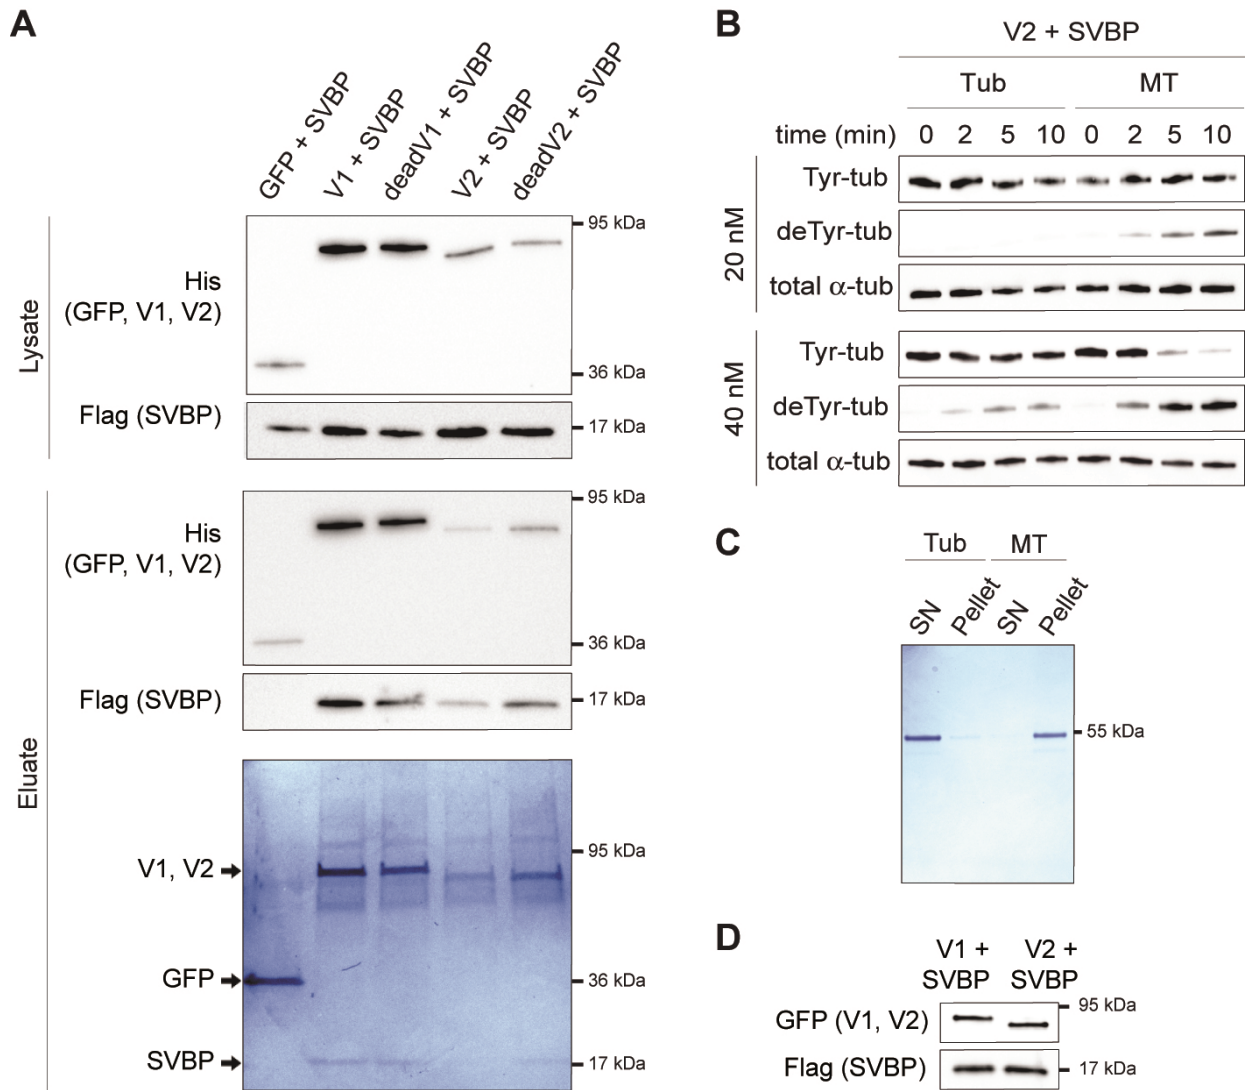 A
GFP + SVBP
V1 + SVBP
deadV1 + SVBP
V2 + SVBP
deadV2 + SVBP
Lysate
His
(GFP, V1, V2)
95 kDa
36 kDa
Flag (SVBP)
17 kDa
Eluate
His
(GFP, V1, V2)
95 kDa
36 kDa
Flag (SVBP)
17 kDa
V1, V2
95 kDa
GFP
36 kDa
SVBP
17 kDa
B
V2 + SVBP
Tub MT
time (min) 0 2 5 10 0 2 5 10
20 nM
Tyr-tub
deTyr-tub
total α-tub
40 nM
Tyr-tub
deTyr-tub
total α-tub
C
Tub MT
SN Pellet SN Pellet
55 kDa
D
V1 + V2 +
SVBP SVBP
GFP (V1, V2)
95 kDa
Flag (SVBP)
17 kDa